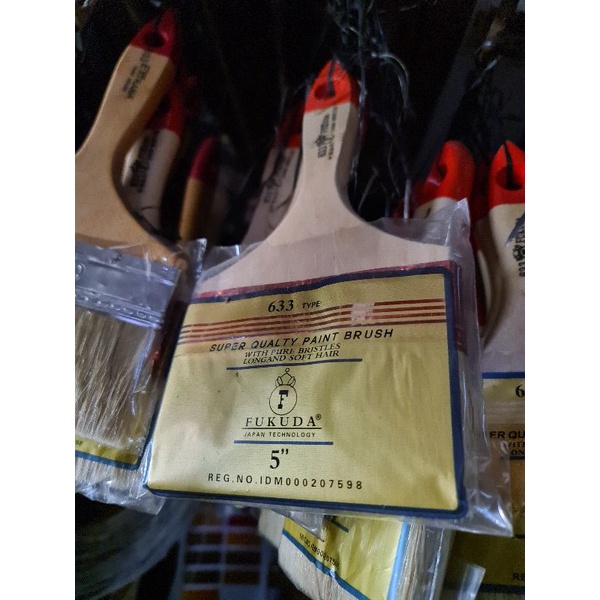 633 TYPE
SUPER QUALTY PAINT BRUSH
WITH PURE BRISTLES
LONGAND SOFT HAIR
F
FUKUDA®
JAPAN TECHNOLOGY
5"
REG.NO.IDM000207598
633